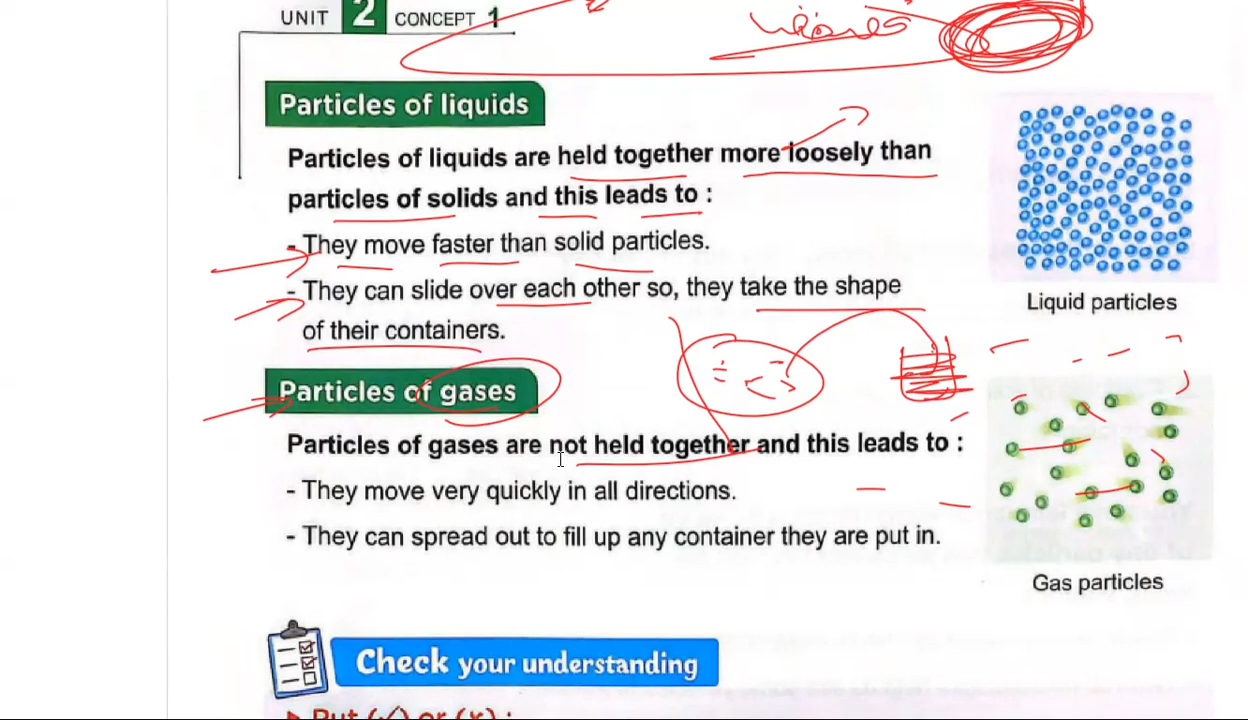 UNIT 2 CONCEPT 1
Particles of liquids
Particles of liquids are held together more loosely than
particles of solids and this leads to :
- They move faster than solid particles.
- They can slide over each other so, they take the shape
of their containers.
Liquid particles
Particles of gases
Particles of gases are not held together and this leads to :
- They move very quickly in all directions.
- They can spread out to fill up any container they are put in.
Gas particles
Check your understanding
Put (✓) or (x) :